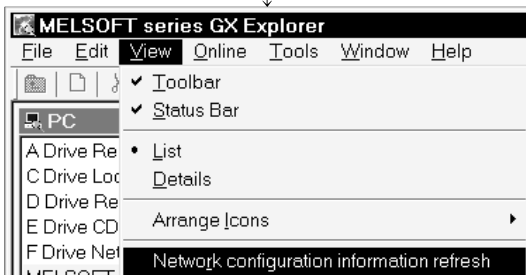 MELSOFT series GX Explorer
File Edit View Online Tools Window Help
Toolbar
Status Bar
PC
A Drive Re
List
C Drive Loc
Details
D Drive Re
E Drive CD
Arrange Icons
F Drive Net
Network configuration information refresh